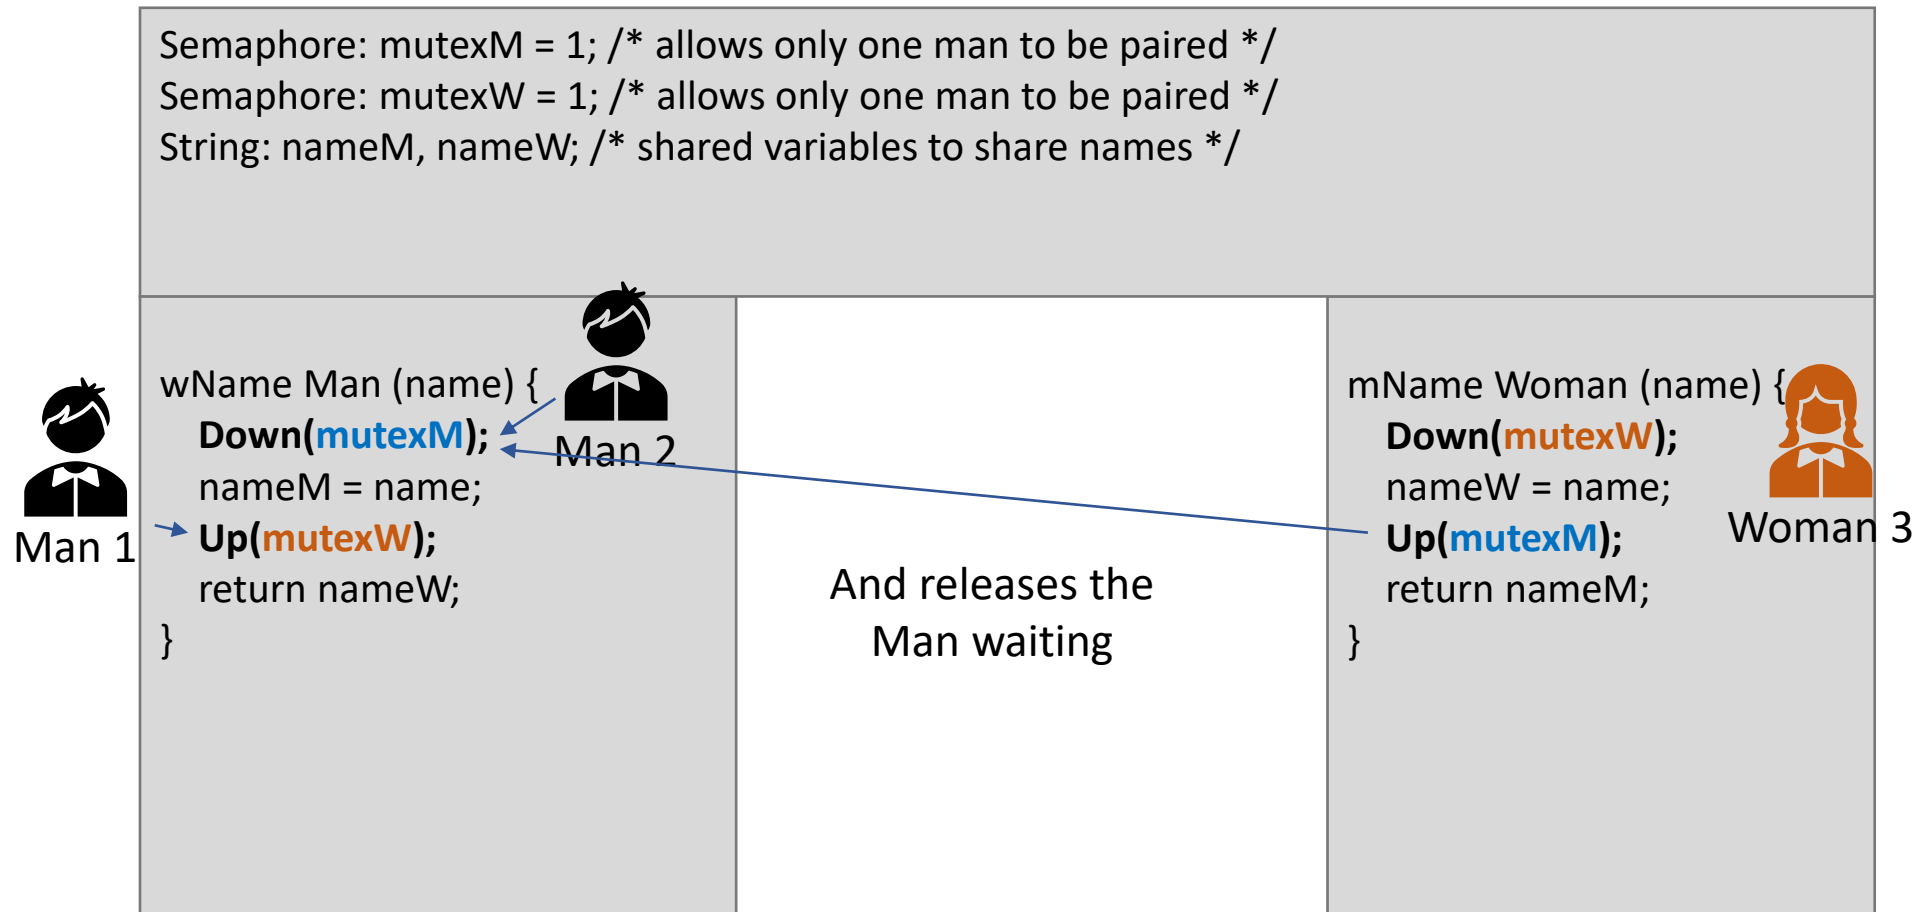 Semaphore: mutexM = 1; /* allows only one man to be paired */
Semaphore: mutexW = 1; /* allows only one man to be paired */
String: nameM, nameW; /* shared variables to share names */
wName Man (name) {
Down(mutexM);
nameM = name;
Up(mutexW);
return nameW;
}
Man 1
Man 2
And releases the
Man waiting
mName Woman (name) {
Down(mutexW);
nameW = name;
Up(mutexM);
return nameM;
}
Woman 3